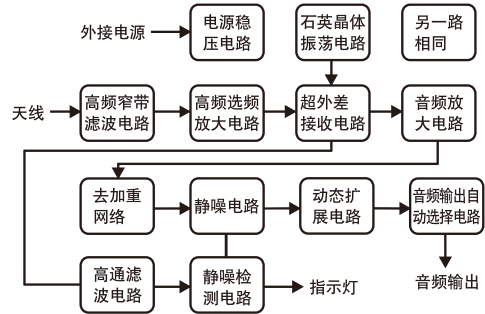 外接电源
电源稳
压电路
石英晶体
振荡电路
另一路
相同
天线
高频窄带
滤波电路
高频选频
放大电路
超外差
接收电路
音频放
大电路
去加重
网络
静噪电路
动态扩
展电路
音频输出自
动选择电路
高通滤
波电路
静噪检
测电路
指示灯
音频输出